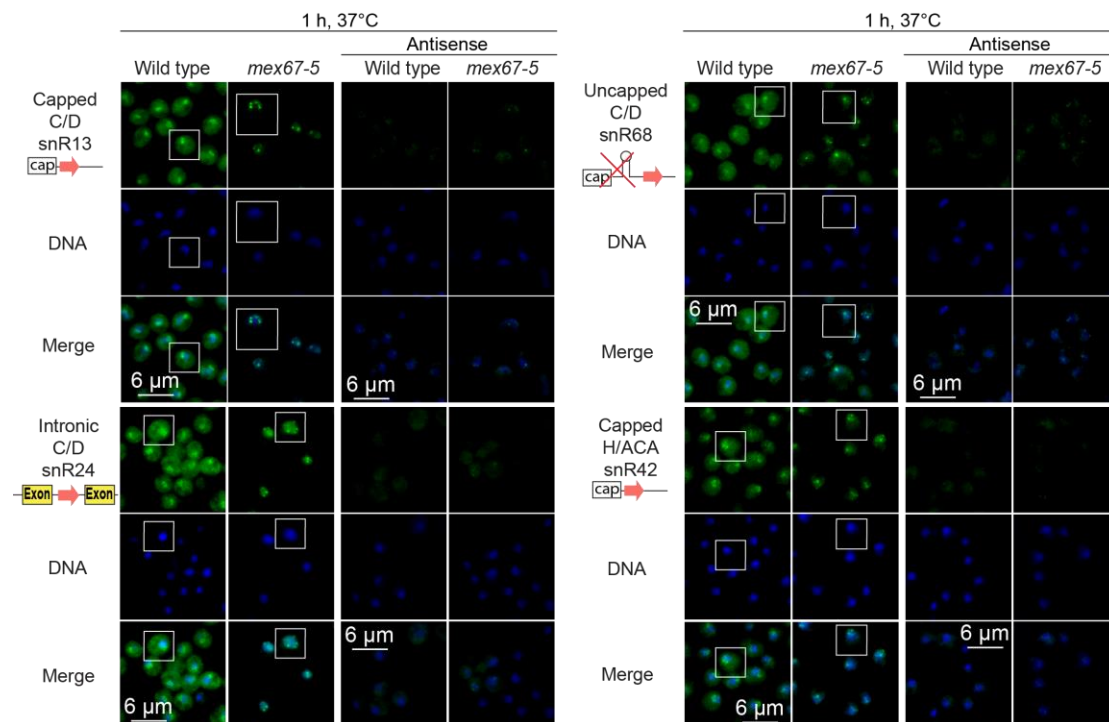 1 h, 37°C
Antisense
Wild type mex67-5 Wild type mex67-5
Capped
C/D
snR13
cap
DNA
Merge
6 µm 6 µm
Intronic
C/D
snR24
Exon Exon
DNA
Merge
6 µm
6 µm
1 h, 37°C
Antisense
Wild type mex67-5 Wild type mex67-5
Uncapped
C/D
snR68
cap
DNA
Merge
6 µm
6 µm
Capped
H/ACA
snR42
cap
DNA
Merge
6 µm
6 µm